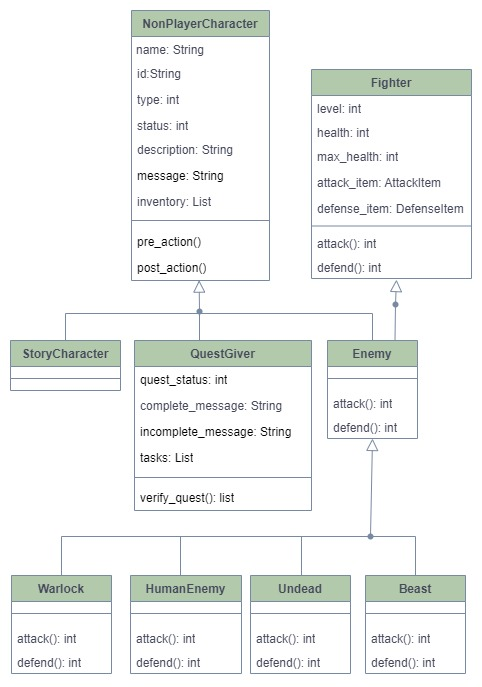 NonPlayerCharacter
name: String
id:String
type: int
status: int
description: String
message: String
inventory: List
pre_action()
post_action()
Fighter
level: int
health: int
max_health: int
attack_item: AttackItem
defense_item: DefenseItem
attack(): int
defend(): int
StoryCharacter
QuestGiver
quest_status: int
complete_message: String
incomplete_message: String
tasks: List
verify_quest(): list
Enemy
attack(): int
defend(): int
Warlock
attack(): int
defend(): int
HumanEnemy
attack(): int
defend(): int
Undead
attack(): int
defend(): int
Beast
attack(): int
defend(): int